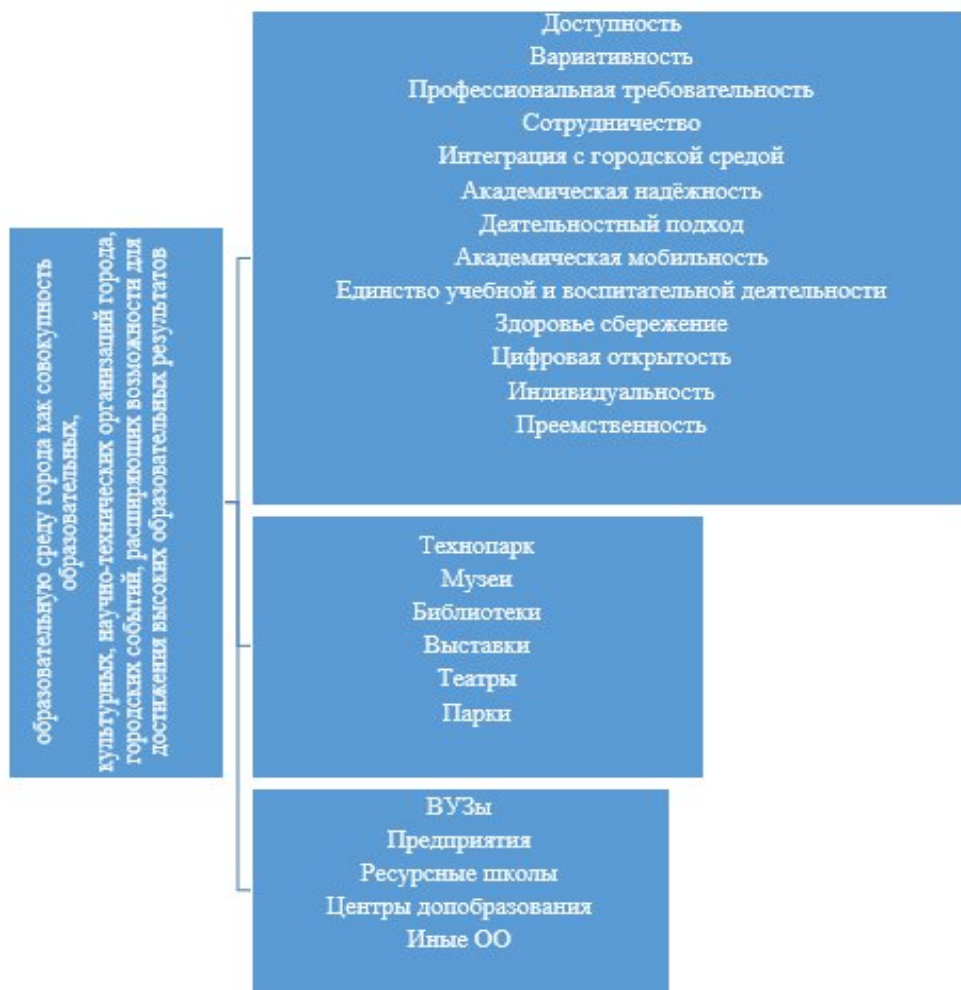 образовательную среду города как совокупность
образовательных,
культурных, научно-технических организаций города,
городских событий, расширяющих возможности для
достижения высоких образовательных результатов
Доступность
Вариативность
Профессиональная требовательность
Сотрудничество
Интеграция с городской средой
Академическая надёжность
Деятельностный подход
Академическая мобильность
Единство учебной и воспитательной деятельности
Здоровье сбережение
Цифровая открытость
Индивидуальность
Преемственность
Технопарк
Музеи
Библиотеки
Выставки
Театры
Парки
ВУЗы
Предприятия
Ресурсные школы
Центры допобразования
Иные ОО